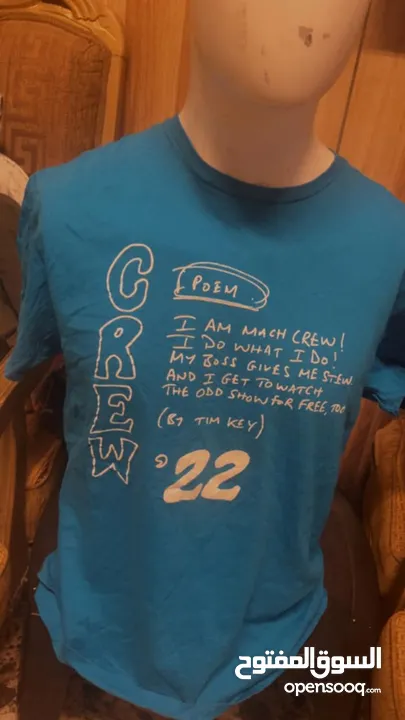 CREW
POEM
I AM MACH CREW!
I DO WHAT I DO!
MY BOSS GIVES ME STEW
AND I GET TO WATCH
THE ODD SHOW FOR FREE, TOO
(BY TIM KEY)
'22
السوق المفتوح
opensooq.com